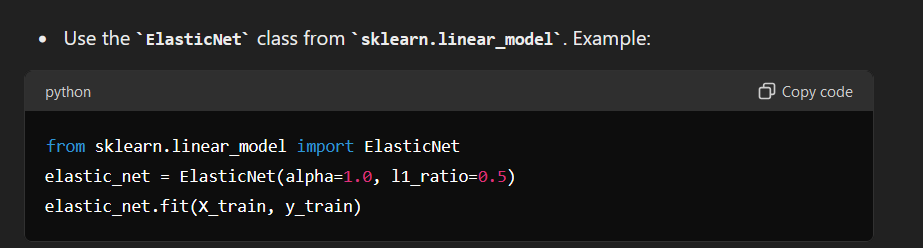 • Use the `ElasticNet` class from `sklearn.linear_model`. Example:
python Copy code
from sklearn.linear_model import ElasticNet
elastic_net = ElasticNet(alpha=1.0, l1_ratio=0.5)
elastic_net.fit(X_train, y_train)